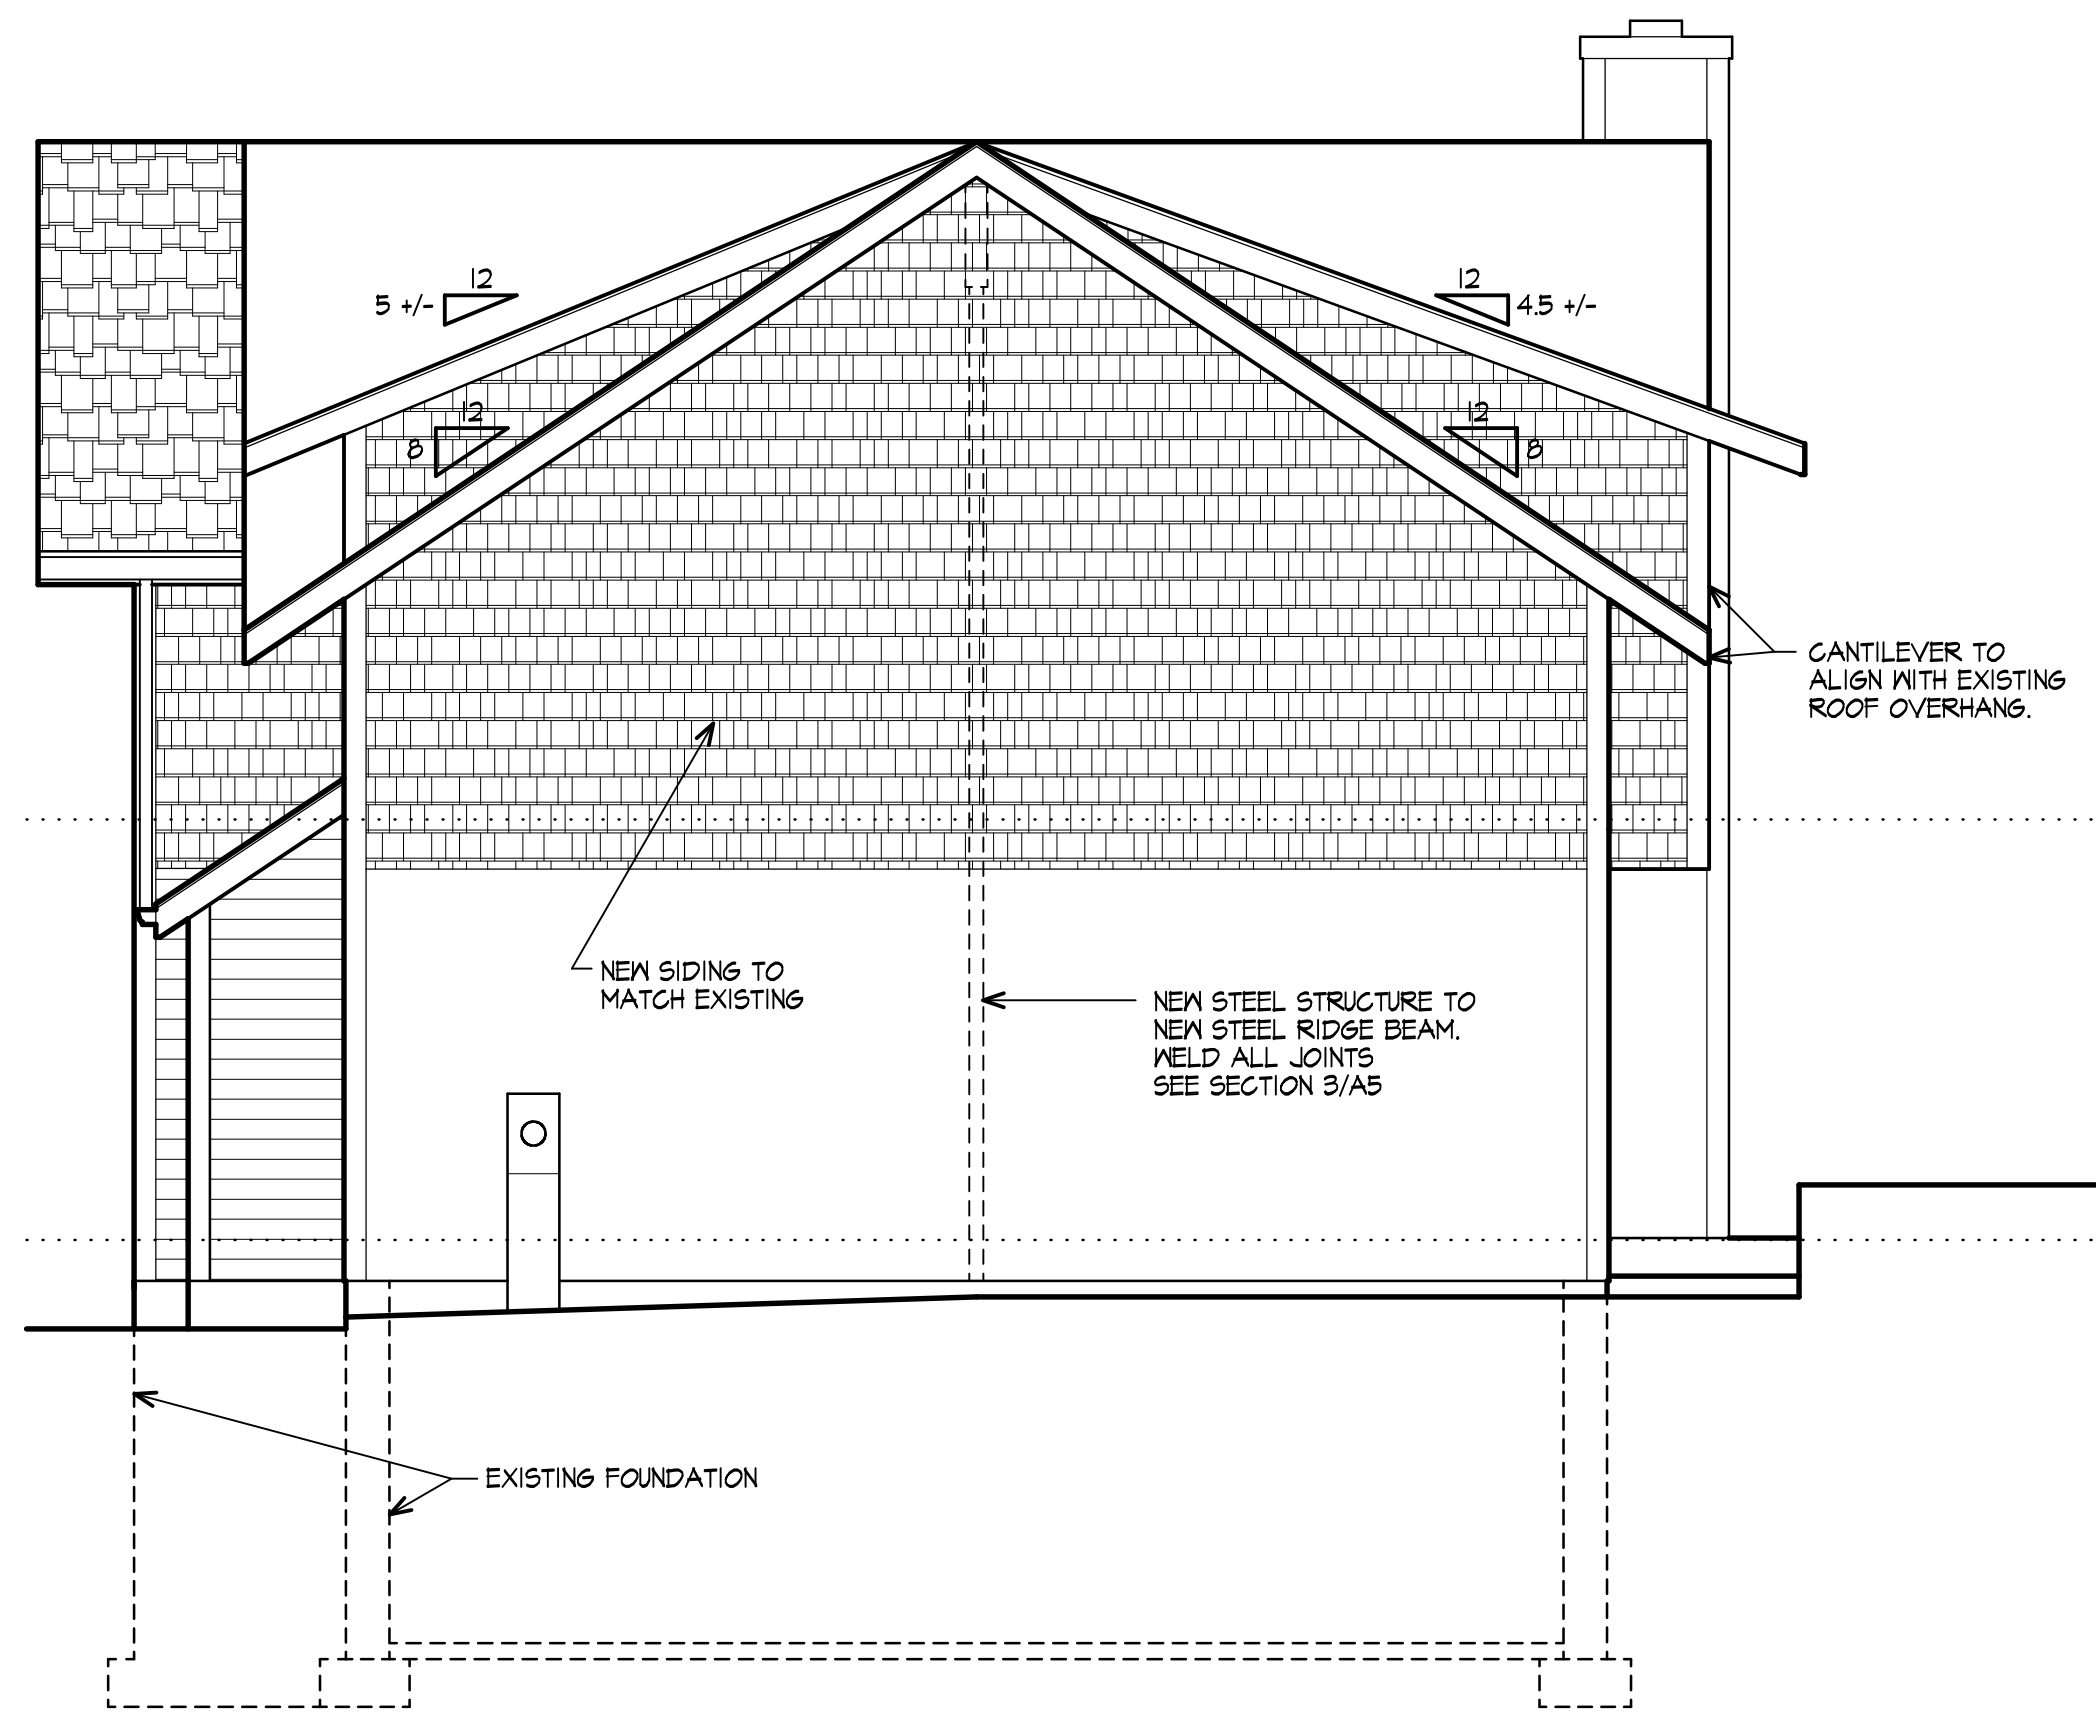 12
5 +/-
12
4.5 +/-
12
8
12
8
CANTILEVER TO
ALIGN WITH EXISTING
ROOF OVERHANG.
NEW SIDING TO
MATCH EXISTING
NEW STEEL STRUCTURE TO
NEW STEEL RIDGE BEAM.
WELD ALL JOINTS
SEE SECTION 3/A5
EXISTING FOUNDATION